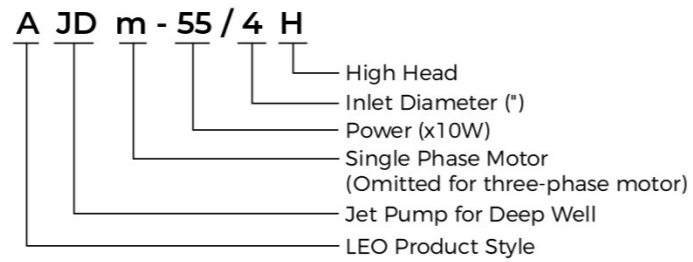 A JD m - 55 / 4 H
High Head
Inlet Diameter (")
Power (x10W)
Single Phase Motor
(Omitted for three-phase motor)
Jet Pump for Deep Well
LEO Product Style